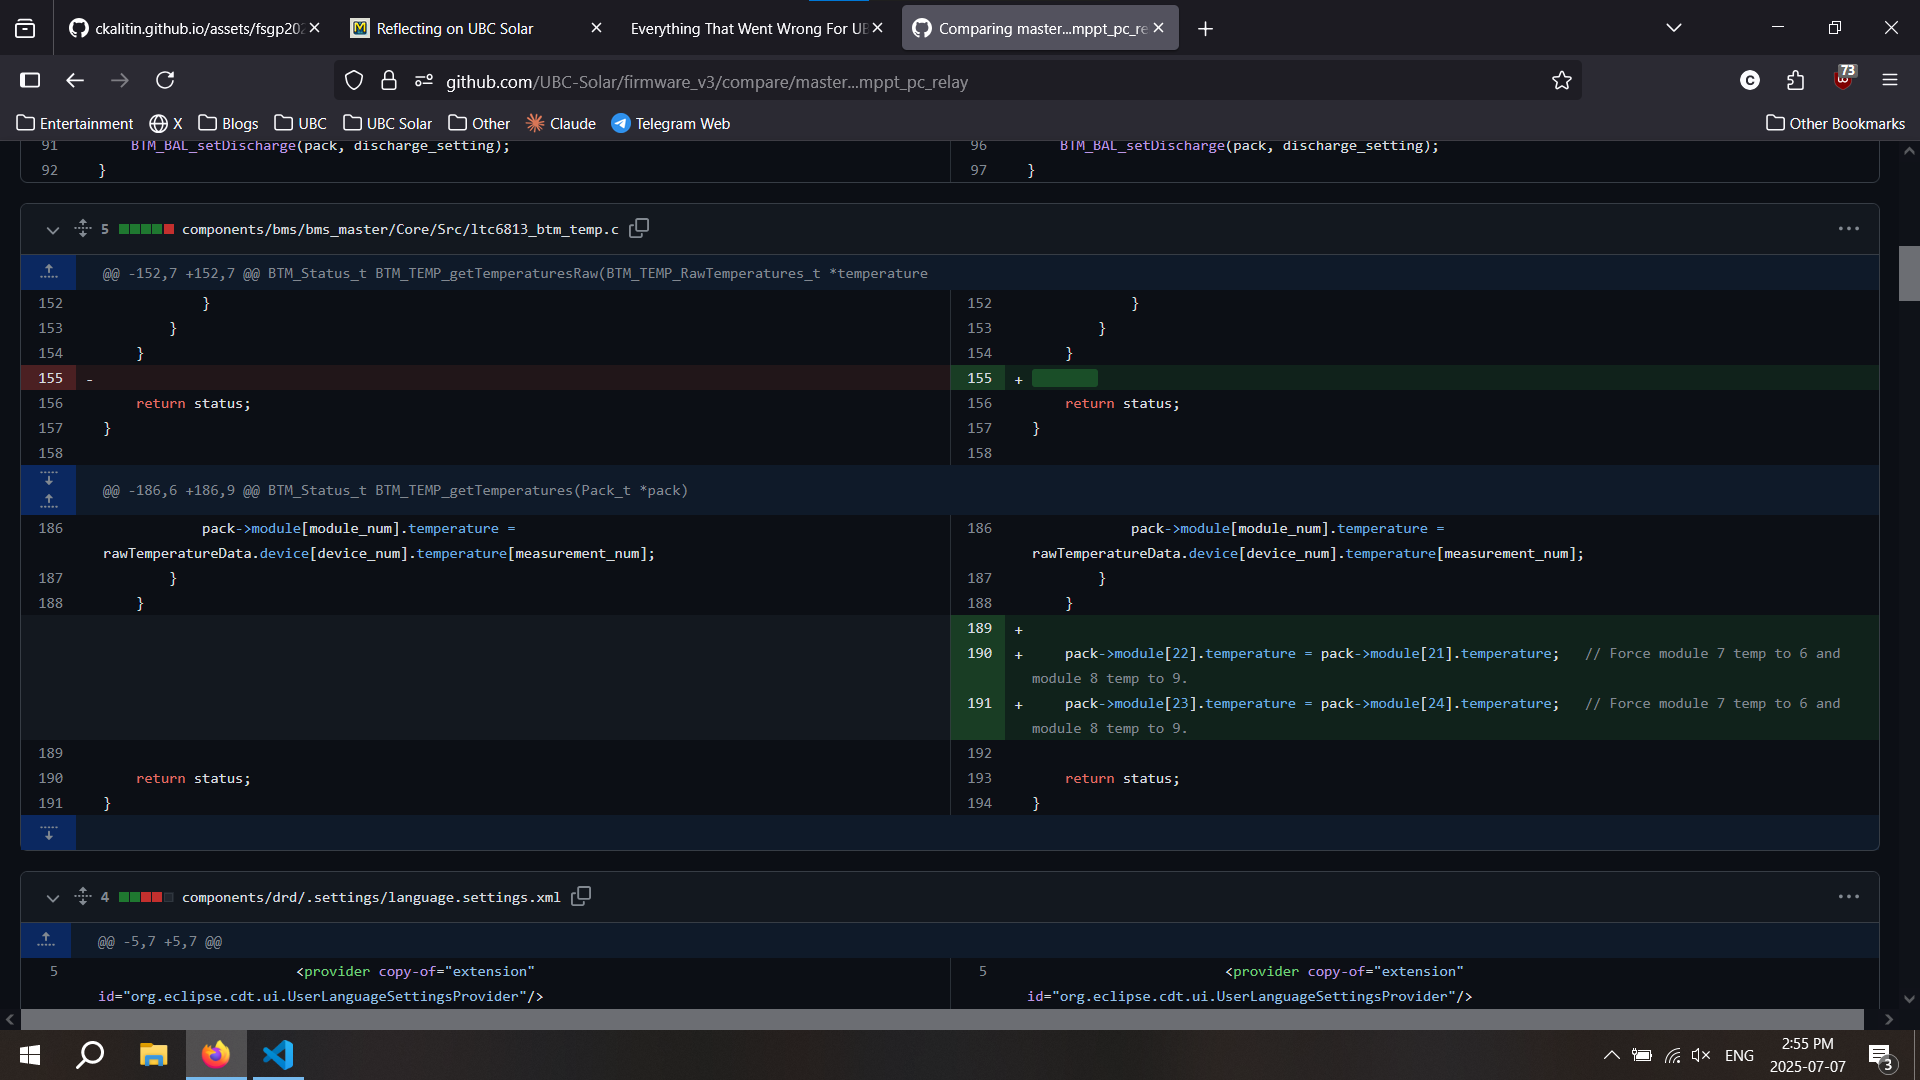 ckalitin.github.io/assets/fsgp202
Reflecting on UBC Solar
Everything That Went Wrong For UB
Comparing master...mppt_pc_re
github.com/UBC-Solar/firmware_v3/compare/master...mppt_pc_relay
73
Entertainment
X
Blogs
UBC
UBC Solar
Other
Claude
Telegram Web
Other Bookmarks
91 BTM_BAL_setDischarge(pack, discharge_setting);
96 BTM_BAL_setDischarge(pack, discharge_setting);
92 }
97 }
5 components/bms/bms_master/Core/Src/ltc6813_btm_temp.c
@@ -152,7 +152,7 @@ BTM_Status_t BTM_TEMP_getTemperaturesRaw(BTM_TEMP_RawTemperatures_t *temperature
152 }
152 }
153 }
153 }
154 }
154 }
155 -
155 +
156 return status;
156 return status;
157 }
157 }
158
158
@@ -186,6 +186,9 @@ BTM_Status_t BTM_TEMP_getTemperatures(Pack_t *pack)
186 pack->module[module_num].temperature =
rawTemperatureData.device[device_num].temperature[measurement_num];
186 pack->module[module_num].temperature =
rawTemperatureData.device[device_num].temperature[measurement_num];
187 }
187 }
188 }
188 }
189 +
190 + pack->module[22].temperature = pack->module[21].temperature; // Force module 7 temp to 6 and
module 8 temp to 9.
191 + pack->module[23].temperature = pack->module[24].temperature; // Force module 7 temp to 6 and
module 8 temp to 9.
189
192
190 return status;
193 return status;
191 }
194 }
4 components/drd/.settings/language.settings.xml
@@ -5,7 +5,7 @@
5 <provider copy-of="extension"
id="org.eclipse.cdt.ui.UserLanguageSettingsProvider"/>
5 <provider copy-of="extension"
id="org.eclipse.cdt.ui.UserLanguageSettingsProvider"/>
ENG
2:55 PM
2025-07-07
3